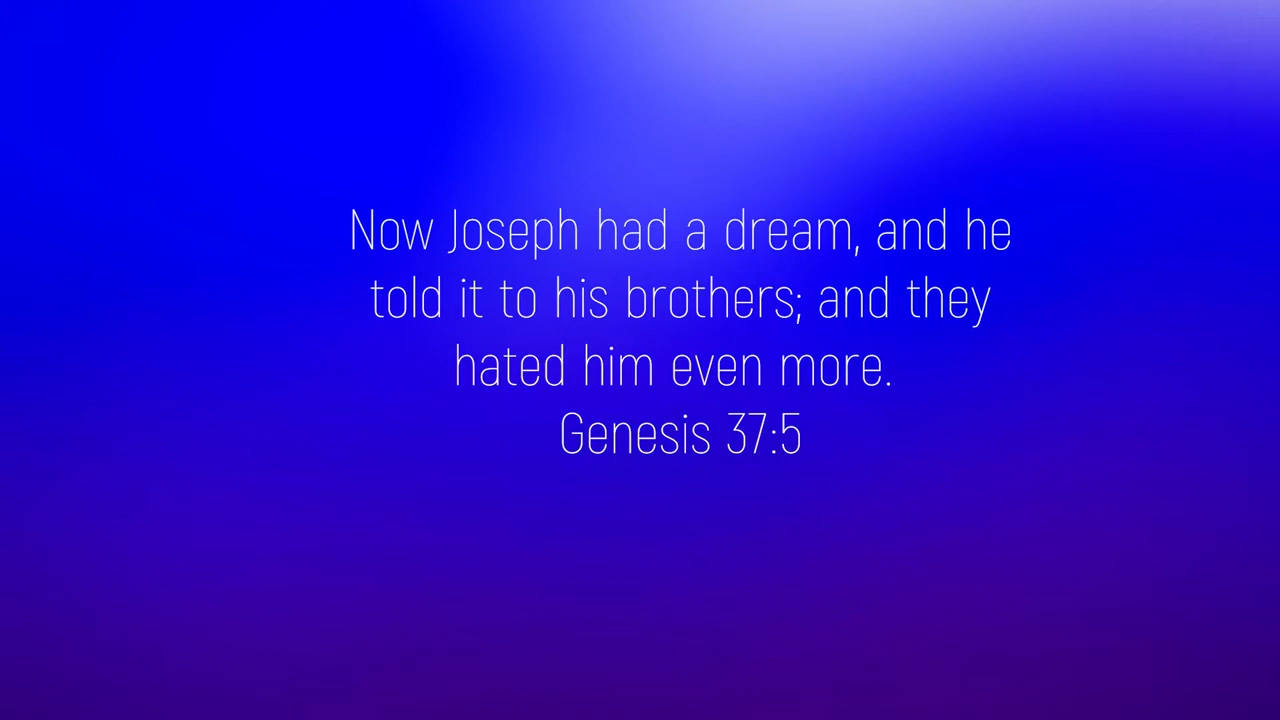 Now Joseph had a dream, and he
told it to his brothers; and they
hated him even more.
Genesis 37:5